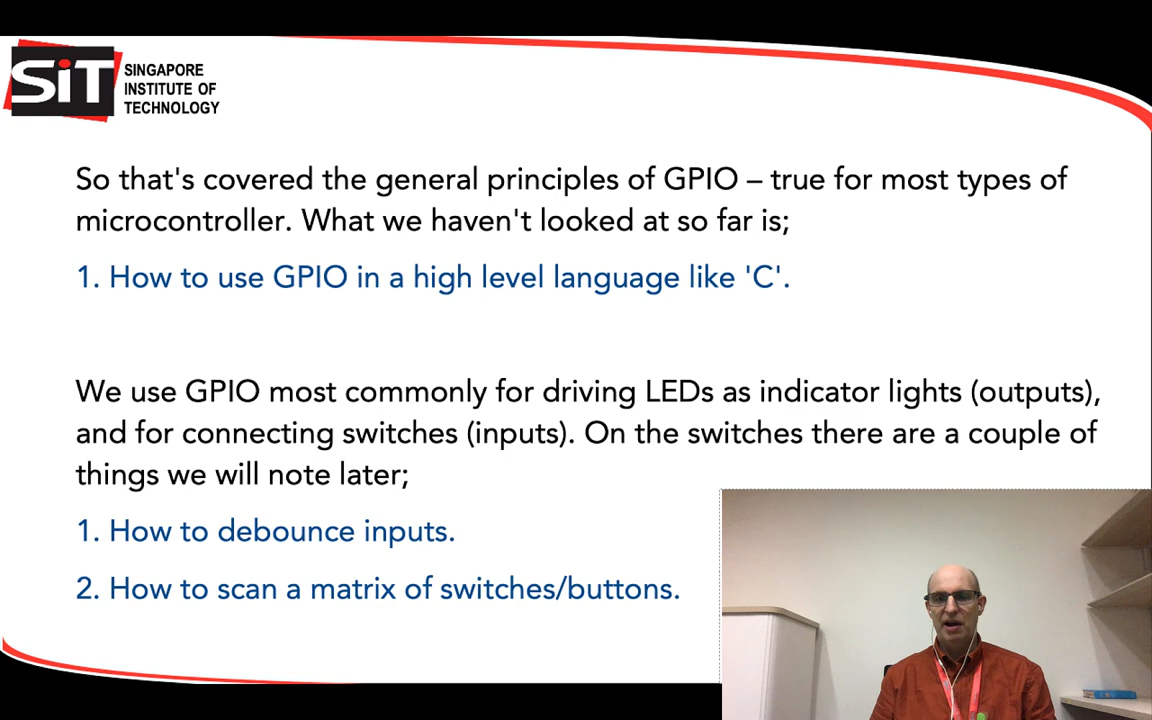 SiT
SINGAPORE
INSTITUTE OF
TECHNOLOGY
So that's covered the general principles of GPIO – true for most types of
microcontroller. What we haven't looked at so far is;
1. How to use GPIO in a high level language like 'C'.
We use GPIO most commonly for driving LEDs as indicator lights (outputs),
and for connecting switches (inputs). On the switches there are a couple of
things we will note later;
1. How to debounce inputs.
2. How to scan a matrix of switches/buttons.